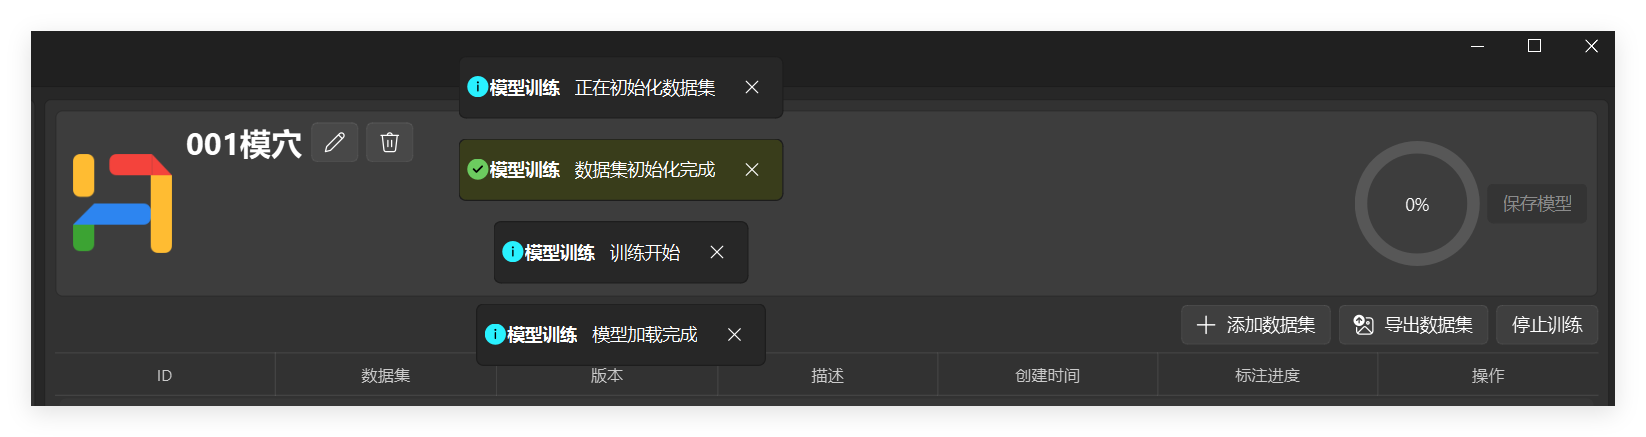 模型训练 正在初始化数据集
001模穴
模型训练 数据集初始化完成
0%
保存模型
模型训练 训练开始
模型训练 模型加载完成
添加数据集
导出数据集
停止训练
ID 数据集 版本 描述 创建时间 标注进度 操作